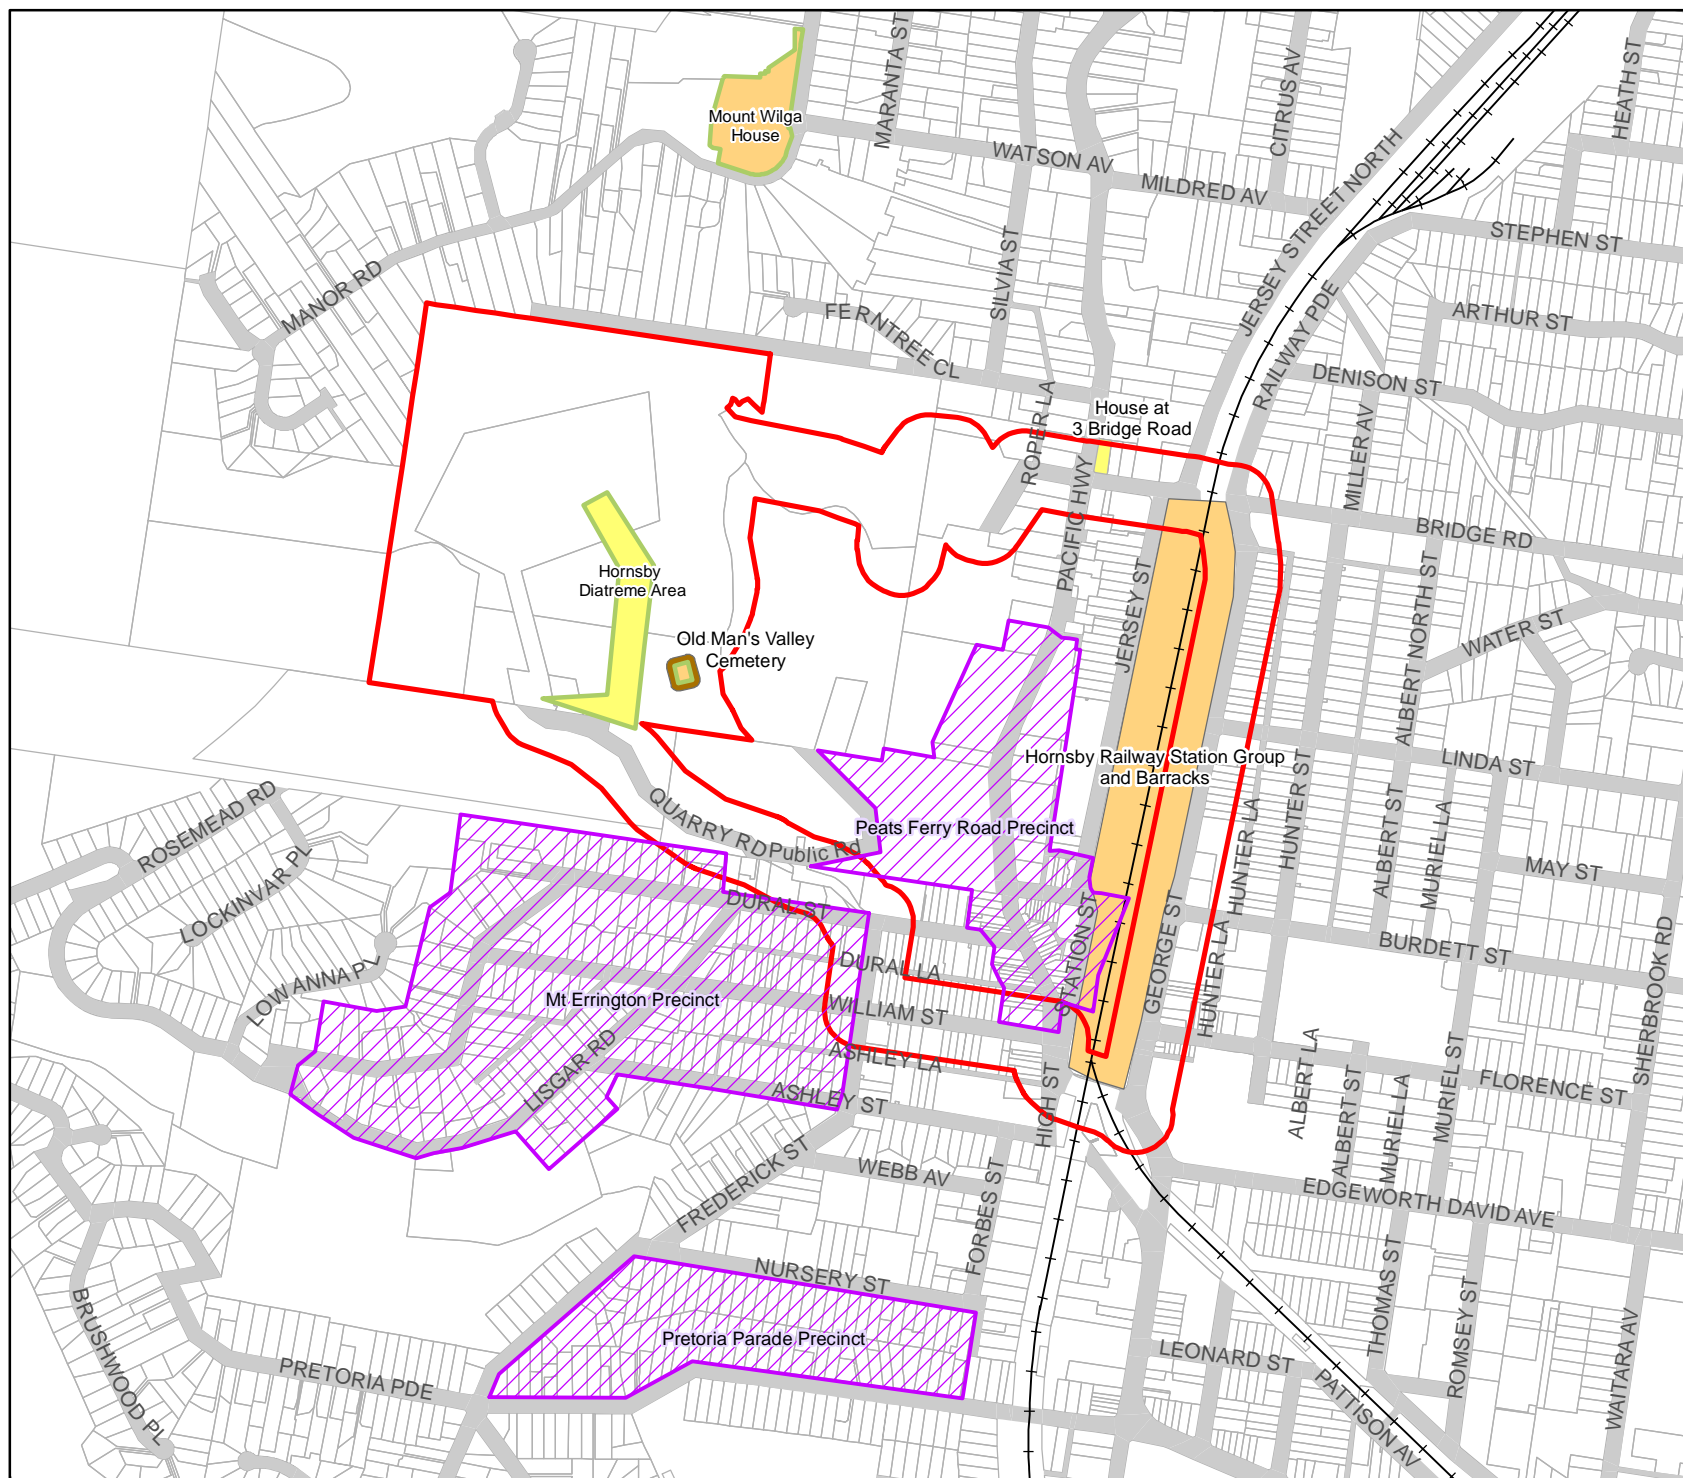 MARANTA ST
CITRUS AV
HEATH ST
Mount Wilga
House
WATSON AV
MILDRED AV
JERSEY STREET NORTH
STEPHEN ST
SILVIA ST
MANOR RD
FERNTREE CL
RAILWAY PDE
ARTHUR ST
DENISON ST
ROPER LA
House at
3 Bridge Road
MILLER AV
PACIFIC HWY
BRIDGE RD
Hornsby
Diatreme Area
JERSEY ST
ALBERT NORTH ST
WATER ST
Old Man's Valley
Cemetery
Hornsby Railway Station Group
and Barracks
LINDA ST
ROSEMEAD RD
QUARRY RD
Public Rd
Peats Ferry Road Precinct
HUNTER LA
HUNTER ST
ALBERT ST
MURIEL LA
MAY ST
LOCKINVAR PL
DURAL ST
STATION ST
GEORGE ST
BURDETT ST
LOWANNA PL
DURAL LA
HUNTER LA
SHERBROOK RD
Mt Errington Precinct
WILLIAM ST
LISGAR RD
ASHLEY LA
ASHLEY ST
HIGH ST
ALBERT LA
ALBERT ST
MURIEL LA
MURIEL ST
FLORENCE ST
FREDERICK ST
WEBB AV
FORBES ST
EDGEWORTH DAVID AVE
NURSERY ST
BRUSHWOOD PL
Pretoria Parade Precinct
PRETORIA PDE
LEONARD ST
THOMAS ST
ROMSEY ST
WAITARA AV
PATTISON AV